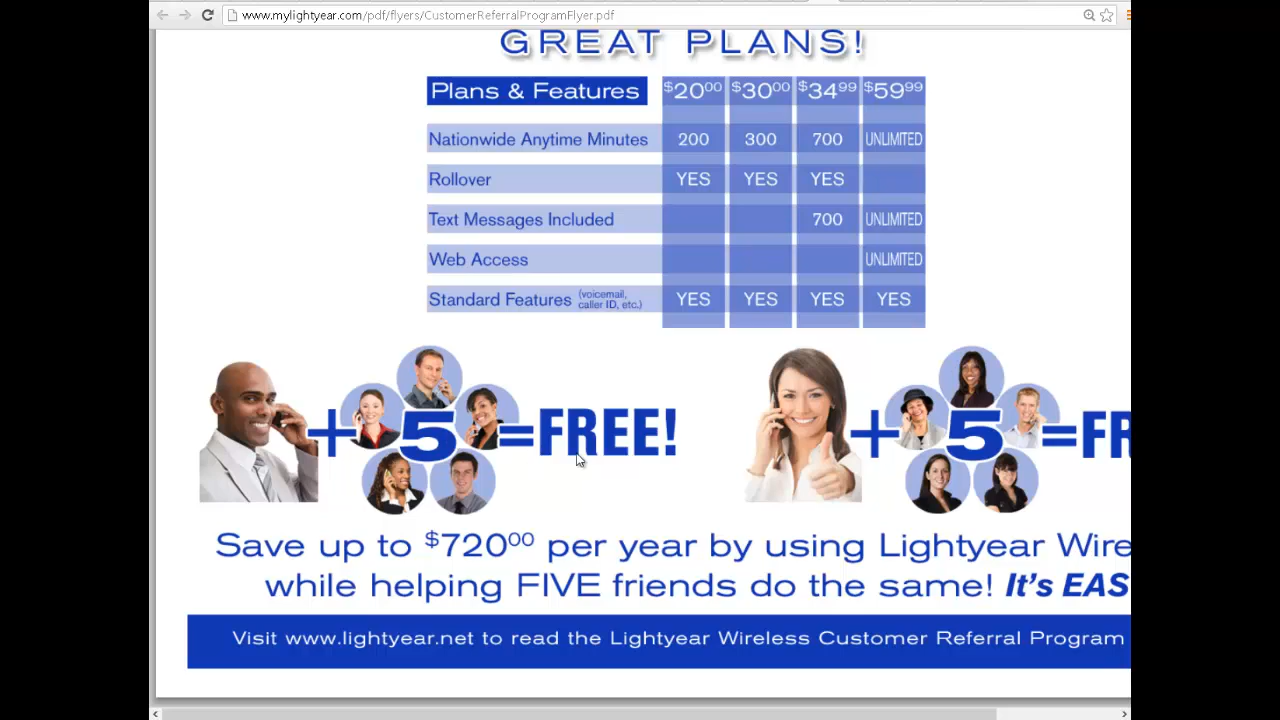 www.mylightyear.com/pdf/flyers/CustomerReferralProgramFlyer.pdf
GREAT PLANS!
Plans & Features $20⁰⁰ $30⁰⁰ $34⁹⁹ $59⁹⁹
Nationwide Anytime Minutes 200 300 700 UNLIMITED
Rollover YES YES YES
Text Messages Included 700 UNLIMITED
Web Access UNLIMITED
Standard Features (voicemail, caller ID, etc.) YES YES YES YES
+ 5 =FREE! + 5 =FR
Save up to $720⁰⁰ per year by using Lightyear Wire
while helping FIVE friends do the same! It's EAS
Visit www.lightyear.net to read the Lightyear Wireless Customer Referral Program